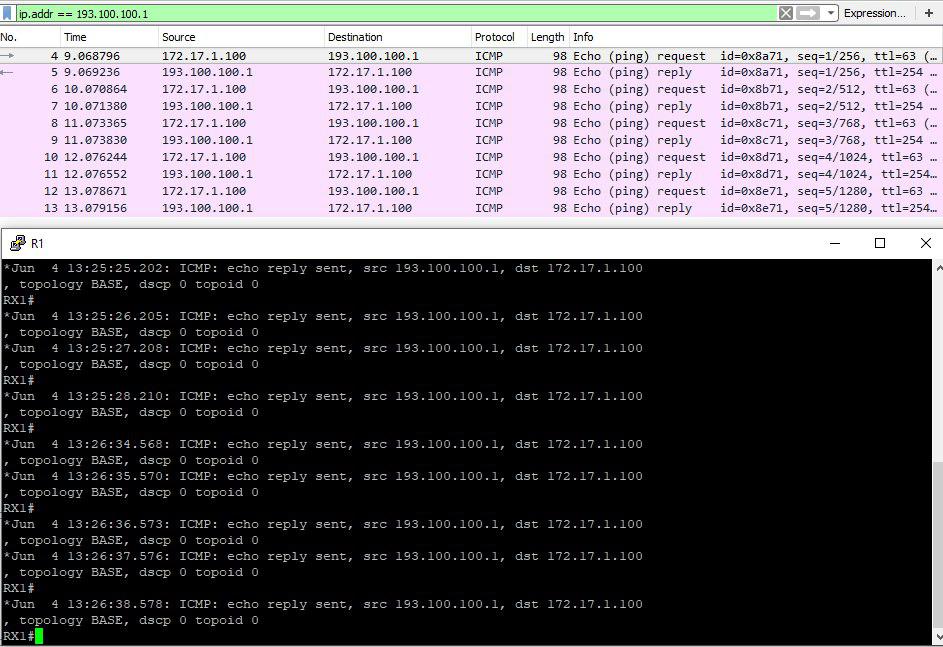 ip.addr == 193.100.100.1 Expression... +
No. Time Source Destination Protocol Length Info
4 9.068796 172.17.1.100 193.100.100.1 ICMP 98 Echo (ping) request id=0x8a71, seq=1/256, ttl=63 (…
5 9.069236 193.100.100.1 172.17.1.100 ICMP 98 Echo (ping) reply id=0x8a71, seq=1/256, ttl=254 …
6 10.070864 172.17.1.100 193.100.100.1 ICMP 98 Echo (ping) request id=0x8b71, seq=2/512, ttl=63 (…
7 10.071380 193.100.100.1 172.17.1.100 ICMP 98 Echo (ping) reply id=0x8b71, seq=2/512, ttl=254 …
8 11.073365 172.17.1.100 193.100.100.1 ICMP 98 Echo (ping) request id=0x8c71, seq=3/768, ttl=63 (…
9 11.073830 193.100.100.1 172.17.1.100 ICMP 98 Echo (ping) reply id=0x8c71, seq=3/768, ttl=254 …
10 12.076244 172.17.1.100 193.100.100.1 ICMP 98 Echo (ping) request id=0x8d71, seq=4/1024, ttl=63 …
11 12.076552 193.100.100.1 172.17.1.100 ICMP 98 Echo (ping) reply id=0x8d71, seq=4/1024, ttl=254…
12 13.078671 172.17.1.100 193.100.100.1 ICMP 98 Echo (ping) request id=0x8e71, seq=5/1280, ttl=63 …
13 13.079156 193.100.100.1 172.17.1.100 ICMP 98 Echo (ping) reply id=0x8e71, seq=5/1280, ttl=254…
R1
*Jun 4 13:25:25.202: ICMP: echo reply sent, src 193.100.100.1, dst 172.17.1.100
, topology BASE, dscp 0 topoid 0
RX1#
*Jun 4 13:25:26.205: ICMP: echo reply sent, src 193.100.100.1, dst 172.17.1.100
, topology BASE, dscp 0 topoid 0
*Jun 4 13:25:27.208: ICMP: echo reply sent, src 193.100.100.1, dst 172.17.1.100
, topology BASE, dscp 0 topoid 0
RX1#
*Jun 4 13:25:28.210: ICMP: echo reply sent, src 193.100.100.1, dst 172.17.1.100
, topology BASE, dscp 0 topoid 0
RX1#
*Jun 4 13:26:34.568: ICMP: echo reply sent, src 193.100.100.1, dst 172.17.1.100
, topology BASE, dscp 0 topoid 0
*Jun 4 13:26:35.570: ICMP: echo reply sent, src 193.100.100.1, dst 172.17.1.100
, topology BASE, dscp 0 topoid 0
RX1#
*Jun 4 13:26:36.573: ICMP: echo reply sent, src 193.100.100.1, dst 172.17.1.100
, topology BASE, dscp 0 topoid 0
*Jun 4 13:26:37.576: ICMP: echo reply sent, src 193.100.100.1, dst 172.17.1.100
, topology BASE, dscp 0 topoid 0
RX1#
*Jun 4 13:26:38.578: ICMP: echo reply sent, src 193.100.100.1, dst 172.17.1.100
, topology BASE, dscp 0 topoid 0
RX1#